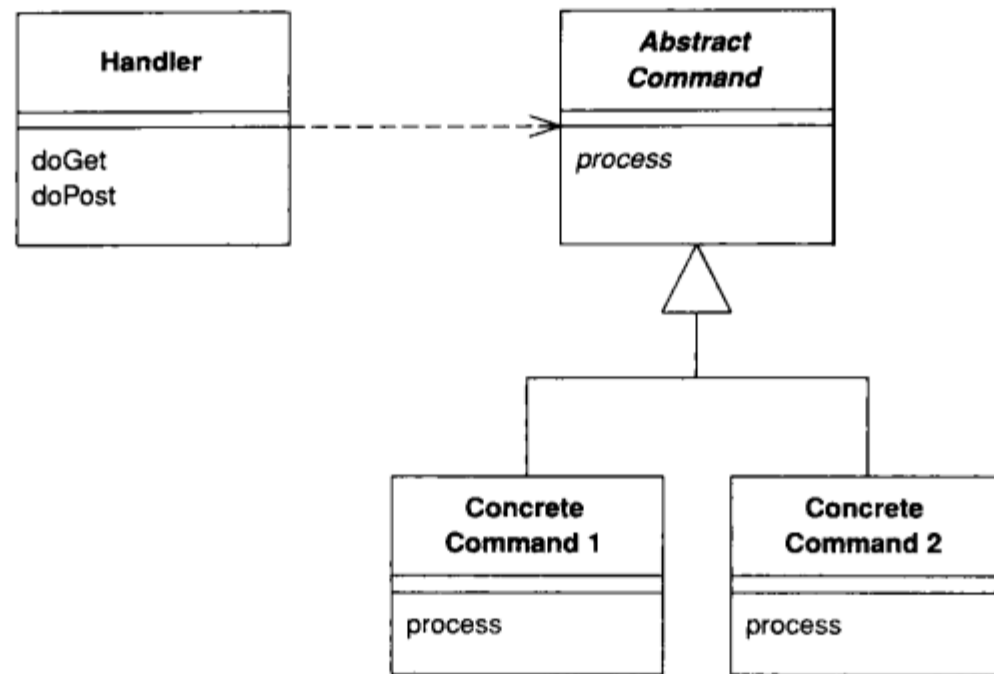 Handler
doGet
doPost
Abstract
Command
process
Concrete
Command 1
process
Concrete
Command 2
process